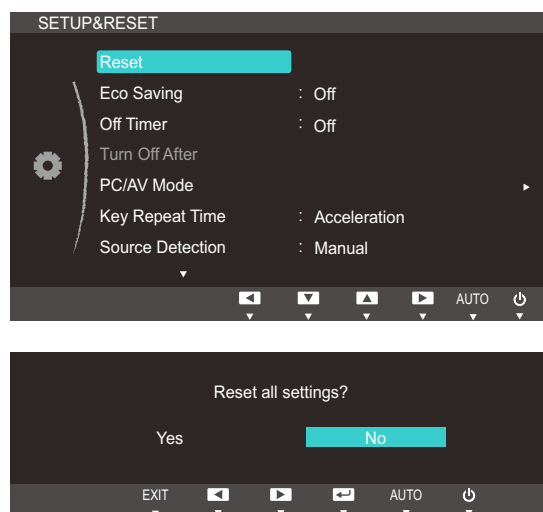 SETUP&RESET
Reset
Eco Saving : Off
Off Timer : Off
Turn Off After
PC/AV Mode
Key Repeat Time : Acceleration
Source Detection : Manual
AUTO
Reset all settings?
Yes No
EXIT AUTO